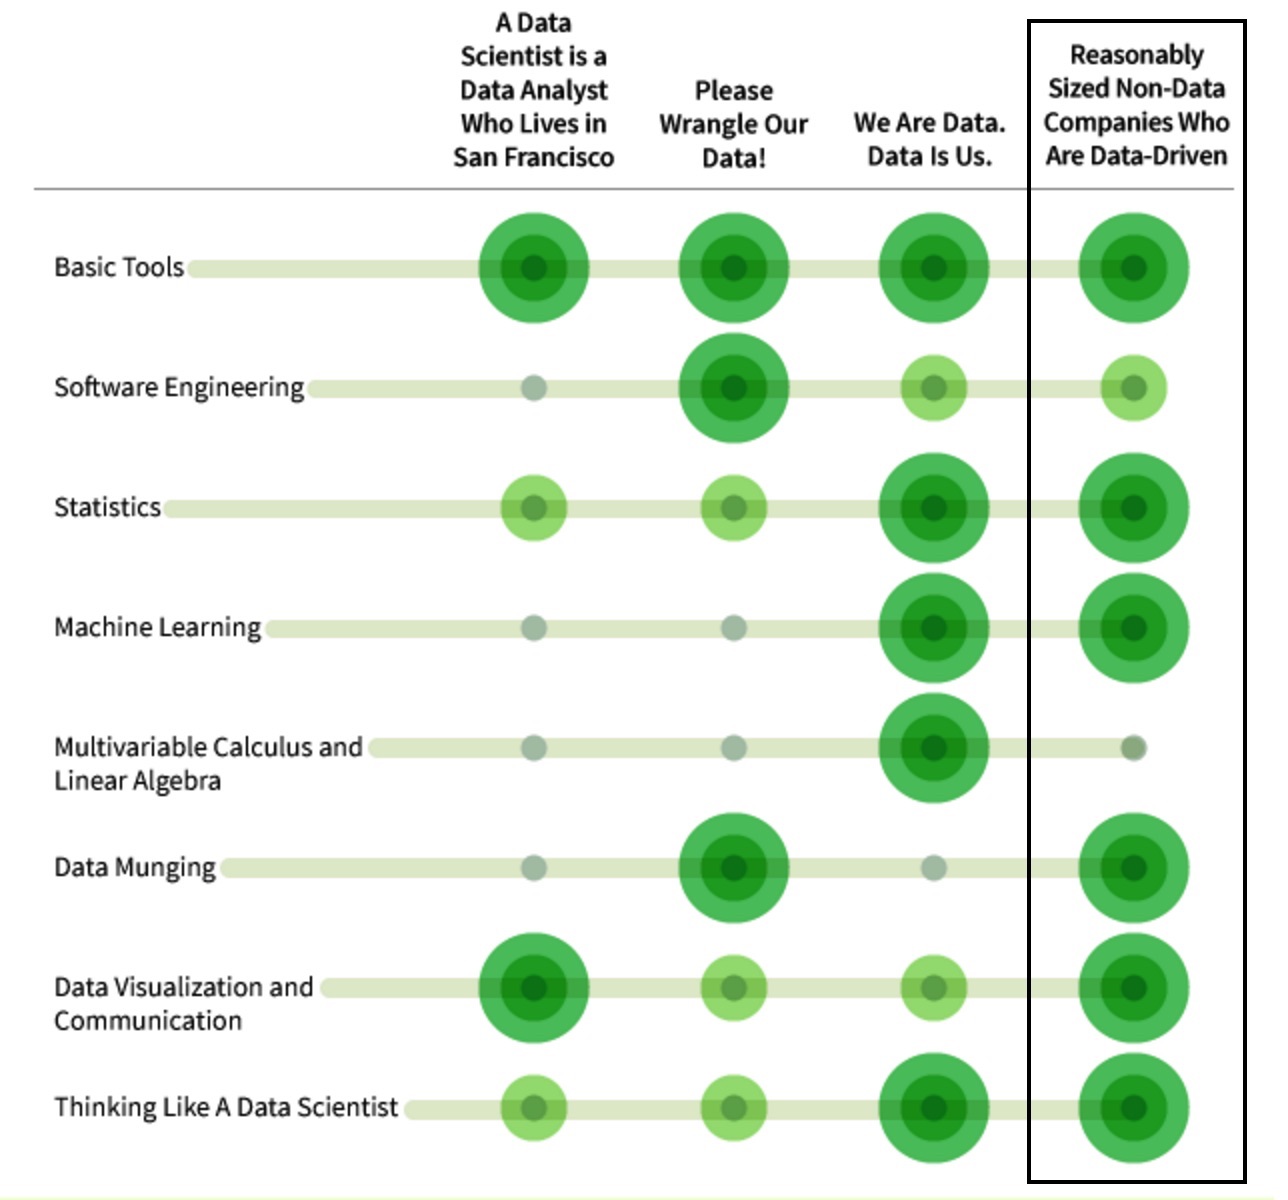 A Data
Scientist is a
Data Analyst
Who Lives in
San Francisco
Please
Wrangle Our
Data!
We Are Data.
Data Is Us.
Reasonably
Sized Non-Data
Companies Who
Are Data-Driven
Basic Tools
Software Engineering
Statistics
Machine Learning
Multivariable Calculus and
Linear Algebra
Data Munging
Data Visualization and
Communication
Thinking Like A Data Scientist